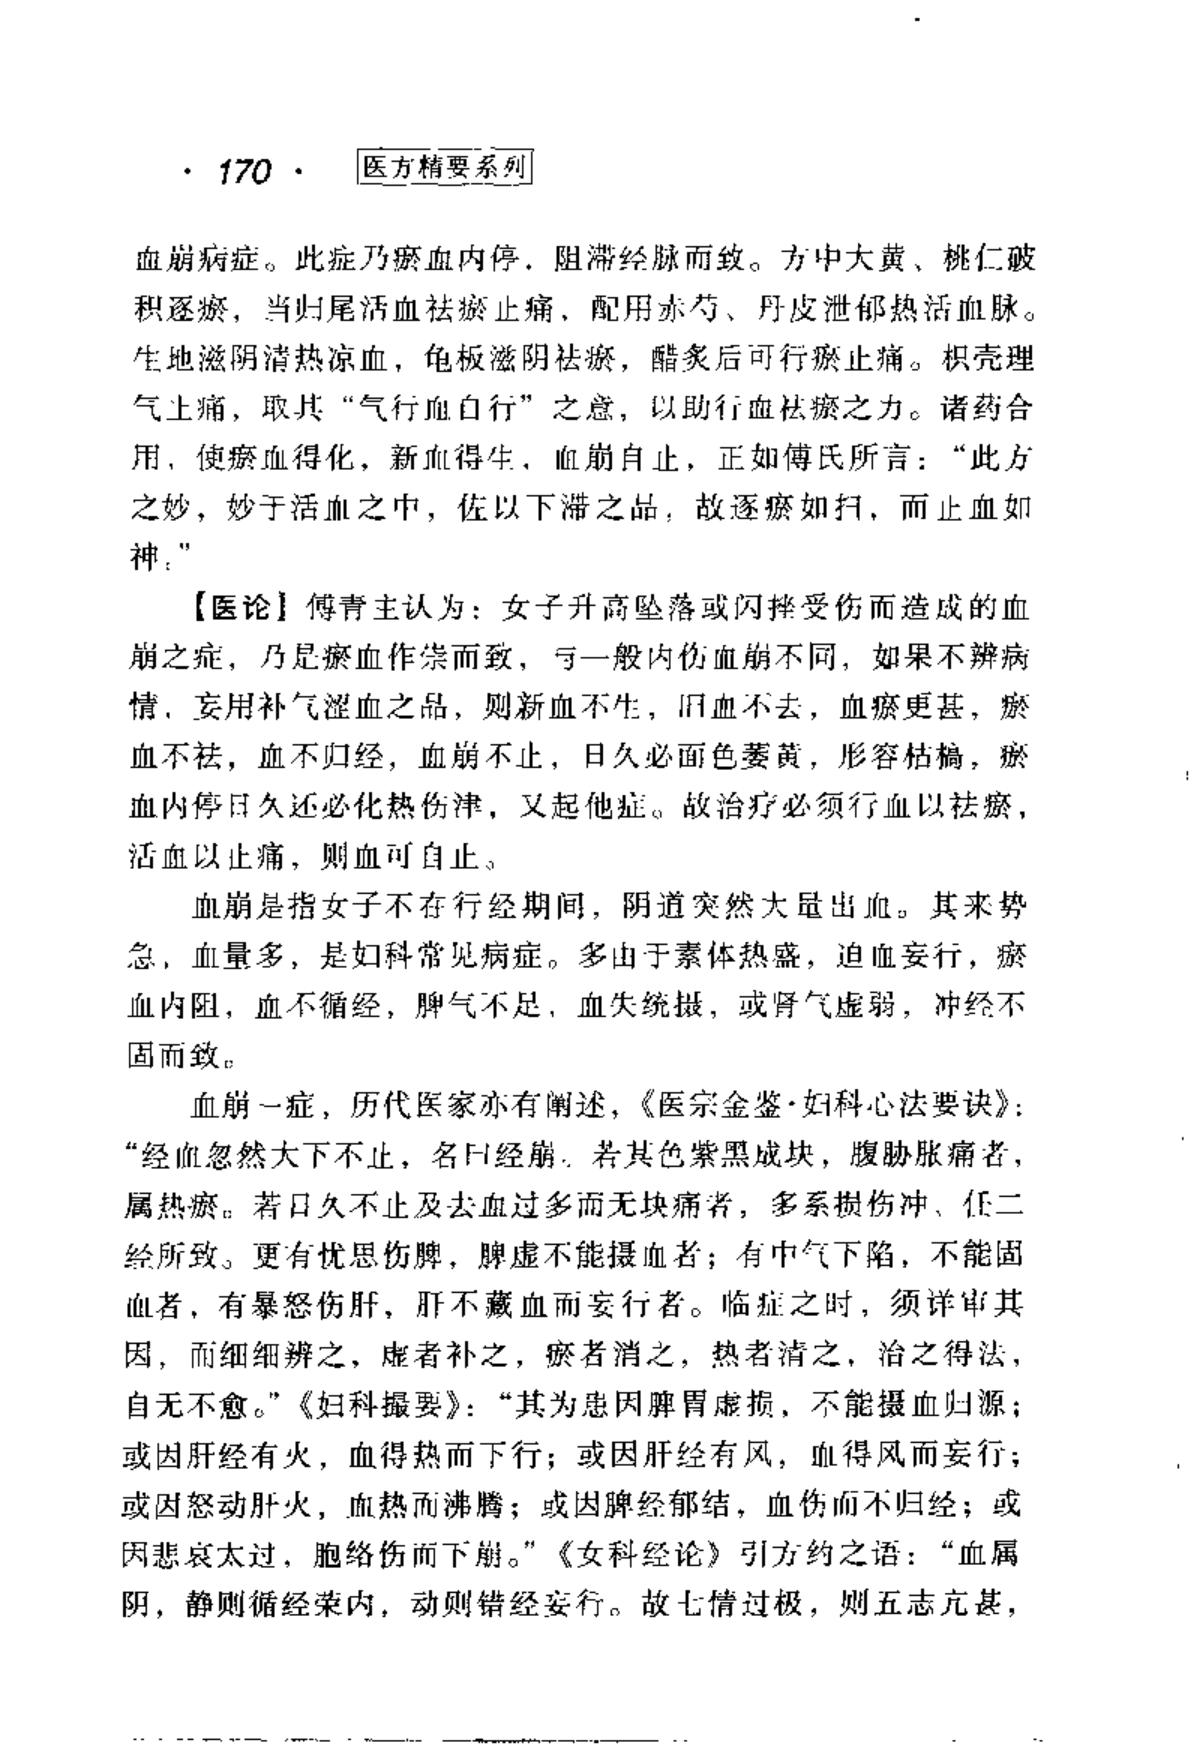 · 170 · 医方精要系列
血崩病症。此症乃瘀血内停，阻滞经脉而致。方中大黄、桃仁破
积逐瘀，当归尾活血祛瘀止痛，配用赤芍、丹皮泄郁热活血脉。
生地滋阴清热凉血，龟板滋阴祛瘀，醋炙后可行瘀止痛。枳壳理
气止痛，取其“气行血自行”之意，以助行血祛瘀之力。诸药合
用，使瘀血得化，新血得生，血崩自止，正如傅氏所言：“此方
之妙，妙于活血之中，佐以下滞之品，故逐瘀如扫，而止血如
神。”
【医论】傅青主认为：女子升高坠落或闪挫受伤而造成的血
崩之症，乃是瘀血作祟而致，与一般内伤血崩不同，如果不辨病
情，妄用补气涩血之品，则新血不生，旧血不去，血瘀更甚，瘀
血不祛，血不归经，血崩不止，日久必面色萎黄，形容枯槁，瘀
血内停日久还必化热伤津，又起他症。故治疗必须行血以祛瘀，
活血以止痛，则血可自止。
血崩是指女子不在行经期间，阴道突然大量出血。其来势
急，血量多，是妇科常见病症。多由于素体热盛，迫血妄行，瘀
血内阻，血不循经，脾气不足，血失统摄，或肾气虚弱，冲经不
固而致。
血崩一症，历代医家亦有阐述，《医宗金鉴·妇科心法要诀》：
“经血忽然大下不止，名曰经崩。若其色紫黑成块，腹胁胀痛者，
属热瘀。若日久不止及去血过多而无块痛者，多系损伤冲、任二
经所致。更有忧思伤脾，脾虚不能摄血者；有中气下陷，不能固
血者，有暴怒伤肝，肝不藏血而妄行者。临症之时，须详审其
因，而细细辨之，虚者补之，瘀者消之，热者清之，治之得法，
自无不愈。”《妇科撮要》：“其为患因脾胃虚损，不能摄血归源；
或因肝经有火，血得热而下行；或因肝经有风，血得风而妄行；
或因怒动肝火，血热而沸腾；或因脾经郁结，血伤而不归经；或
因悲哀太过，胞络伤而下崩。”《女科经论》引方约之语：“血属
阴，静则循经荣内，动则错经妄行。故七情过极，则五志亢甚，